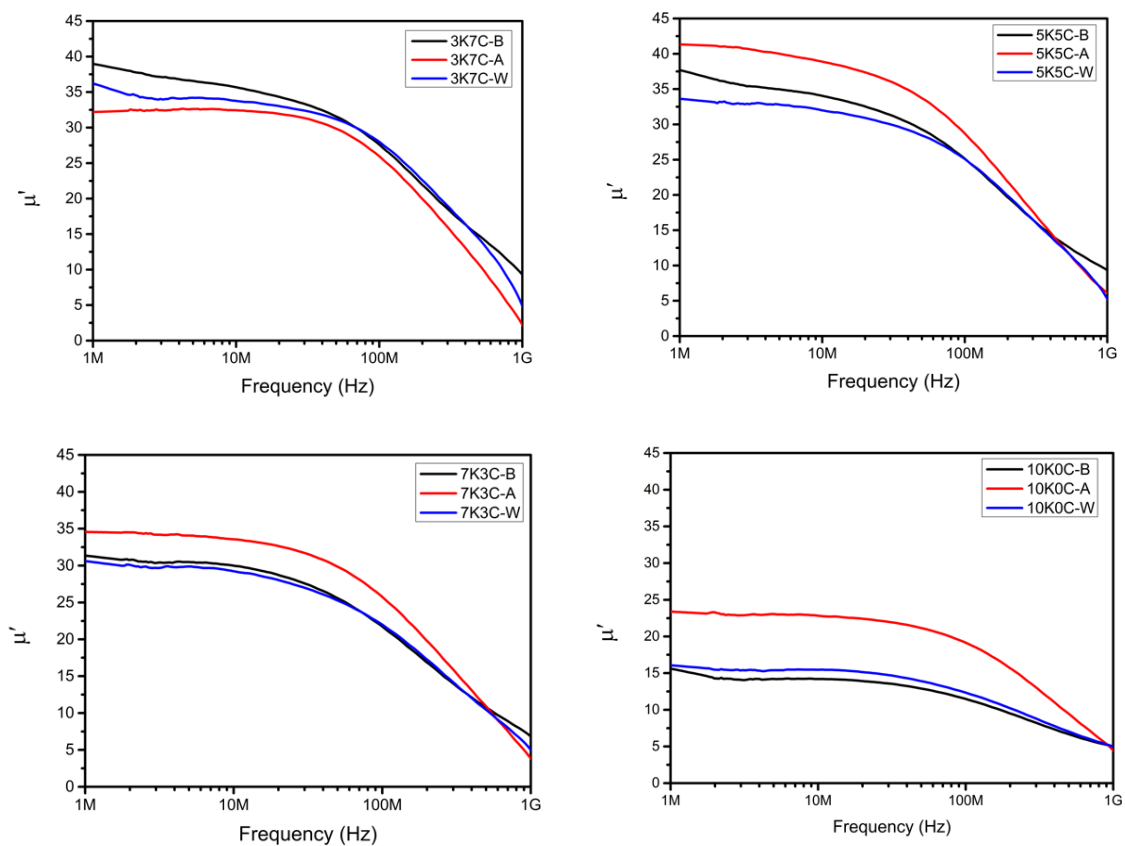 3K7C-B
3K7C-A
3K7C-W
45
40
35
30
25
20
15
10
5
0
μ′
1M 10M 100M 1G
Frequency (Hz)
5K5C-B
5K5C-A
5K5C-W
45
40
35
30
25
20
15
10
5
0
μ′
1M 10M 100M 1G
Frequency (Hz)
7K3C-B
7K3C-A
7K3C-W
45
40
35
30
25
20
15
10
5
0
μ′
1M 10M 100M 1G
Frequency (Hz)
10K0C-B
10K0C-A
10K0C-W
45
40
35
30
25
20
15
10
5
0
μ′
1M 10M 100M 1G
Frequency (Hz)